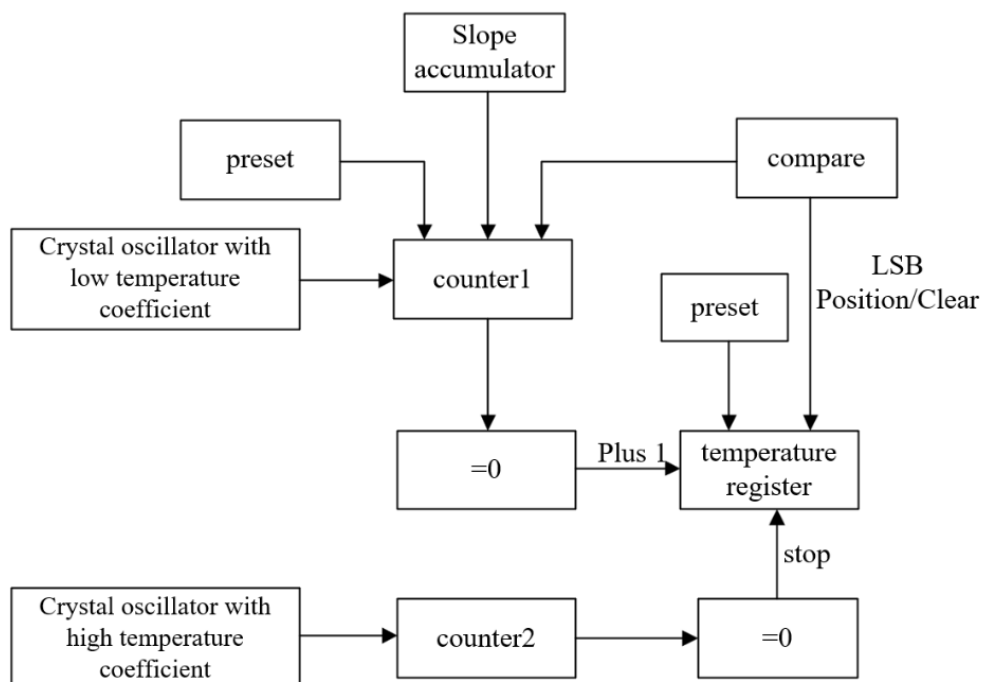 Slope
accumulator
preset
compare
Crystal oscillator with
low temperature
coefficient
counter1
LSB
Position/Clear
preset
=0
Plus 1
temperature
register
stop
Crystal oscillator with
high temperature
coefficient
counter2
=0